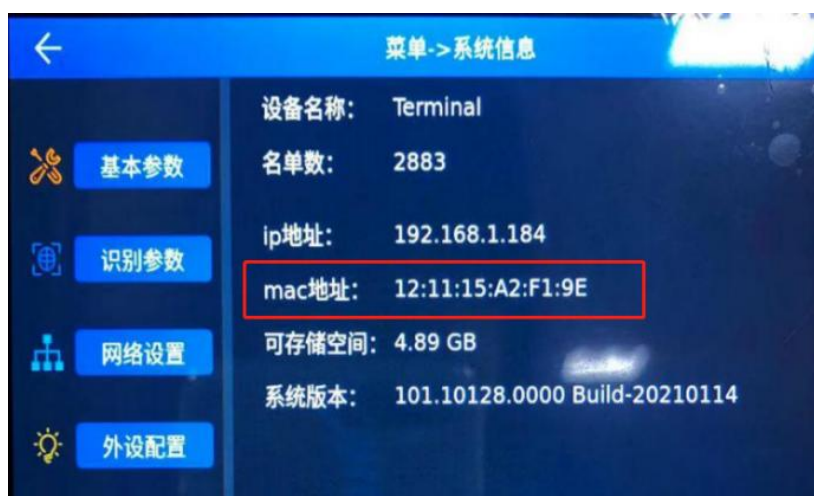 菜单->系统信息
设备名称： Terminal
基本参数
名单数： 2883
ip地址： 192.168.1.184
识别参数
mac地址： 12:11:15:A2:F1:9E
网络设置
可存储空间： 4.89 GB
系统版本： 101.10128.0000 Build-20210114
外设配置